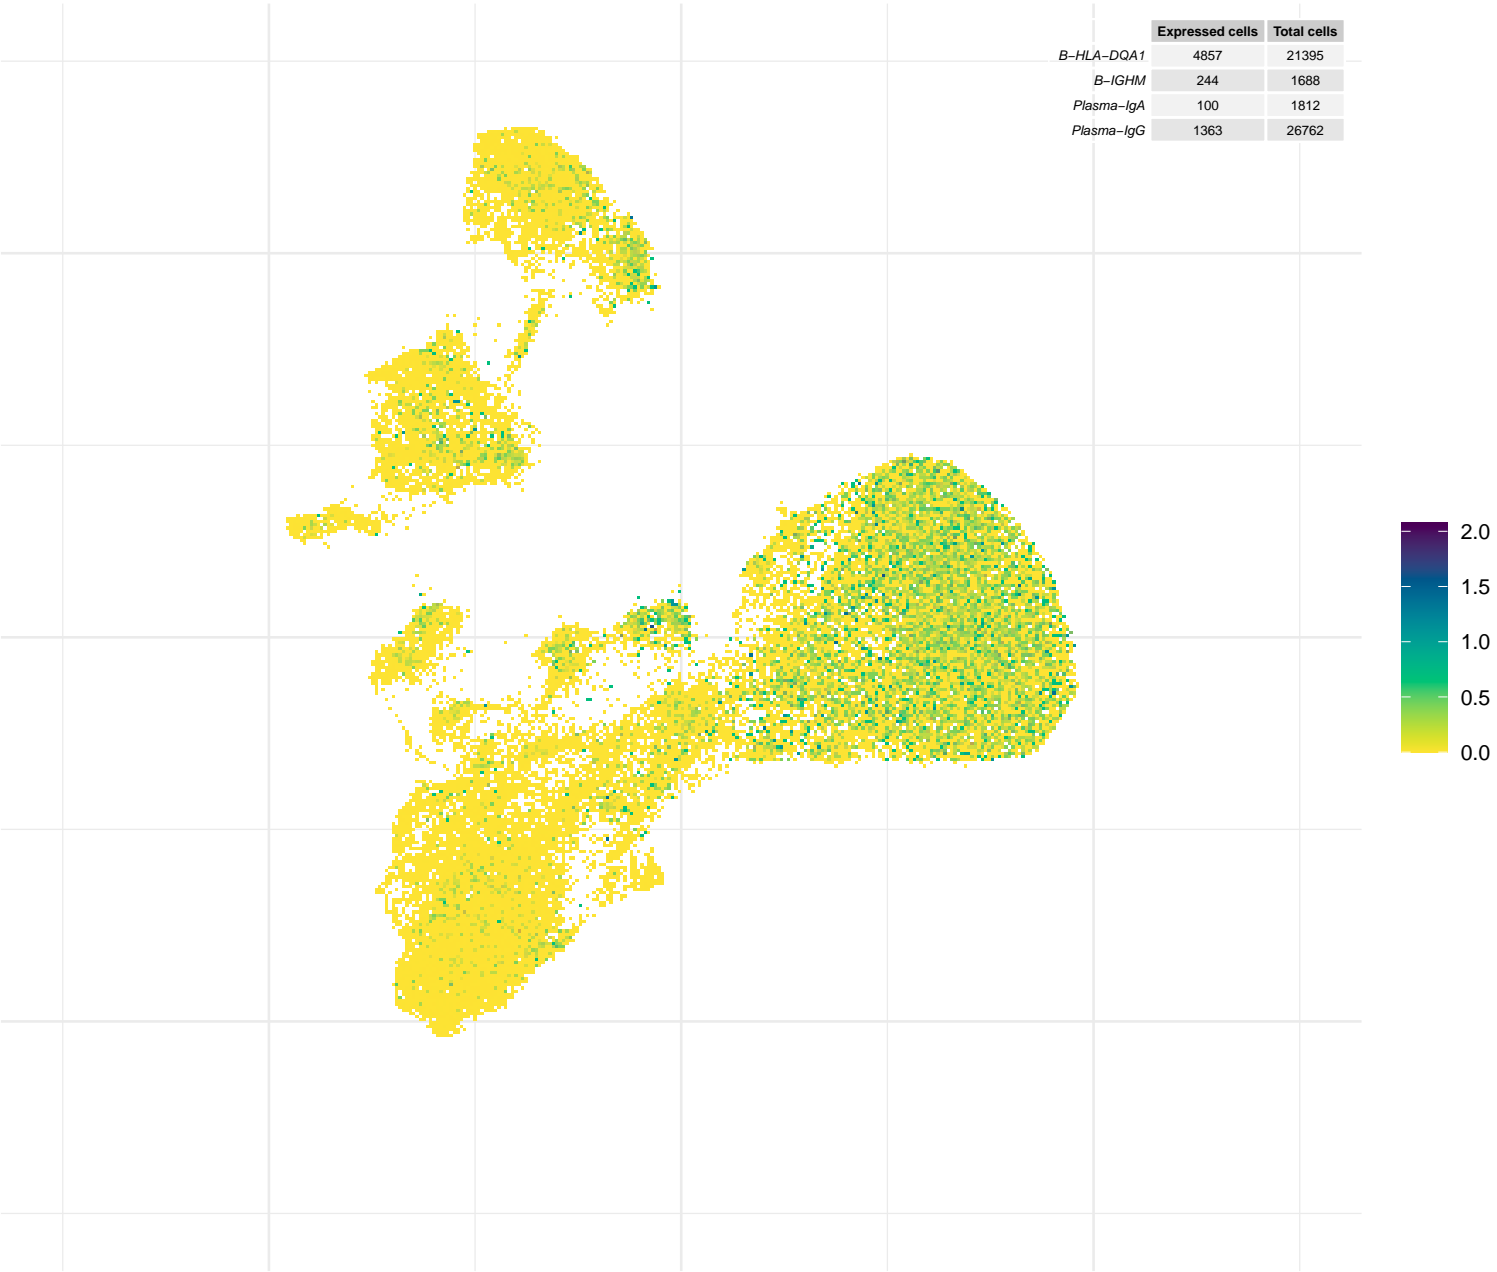 Expressed cells Total cells
B−HLA−DQA1 4857 21395
B−IGHM 244 1688
Plasma−IgA 100 1812
Plasma−IgG 1363 26762
2.0
1.5
1.0
0.5
0.0